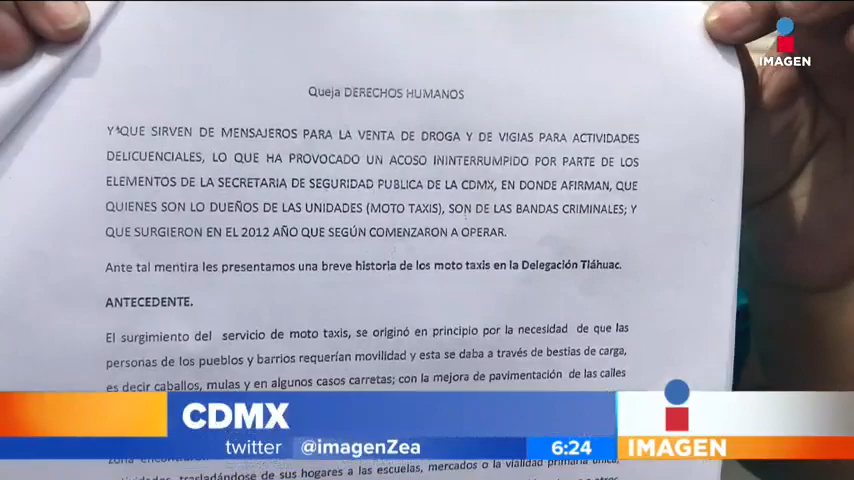 IMAGEN
Queja DERECHOS HUMANOS
Y QUE SIRVEN DE MENSAJEROS PARA LA VENTA DE DROGA Y DE VIGIAS PARA ACTIVIDADES
DELICUENCIALES, LO QUE HA PROVOCADO UN ACOSO ININTERRUMPIDO POR PARTE DE LOS
ELEMENTOS DE LA SECRETARIA DE SEGURIDAD PUBLICA DE LA CDMX, EN DONDE AFIRMAN, QUE
QUIENES SON LO DUEÑOS DE LAS UNIDADES (MOTO TAXIS), SON DE LAS BANDAS CRIMINALES; Y
QUE SURGIERON EN EL 2012 AÑO QUE SEGÚN COMENZARON A OPERAR.
Ante tal mentira les presentamos una breve historia de los moto taxis en la Delegación Tláhuac.
ANTECEDENTE.
El surgimiento del servicio de moto taxis, se originó en principio por la necesidad de que las
personas de los pueblos y barrios requerían movilidad y esta se daba a través de bestias de carga,
es decir caballos, mulas y en algunos casos carretas; con la mejora de pavimentación de las calles
CDMX
twitter @imagenZea 6:24 IMAGEN
zona
trasladándose de sus hogares a las escuelas, mercados o la vialidad primaria única,